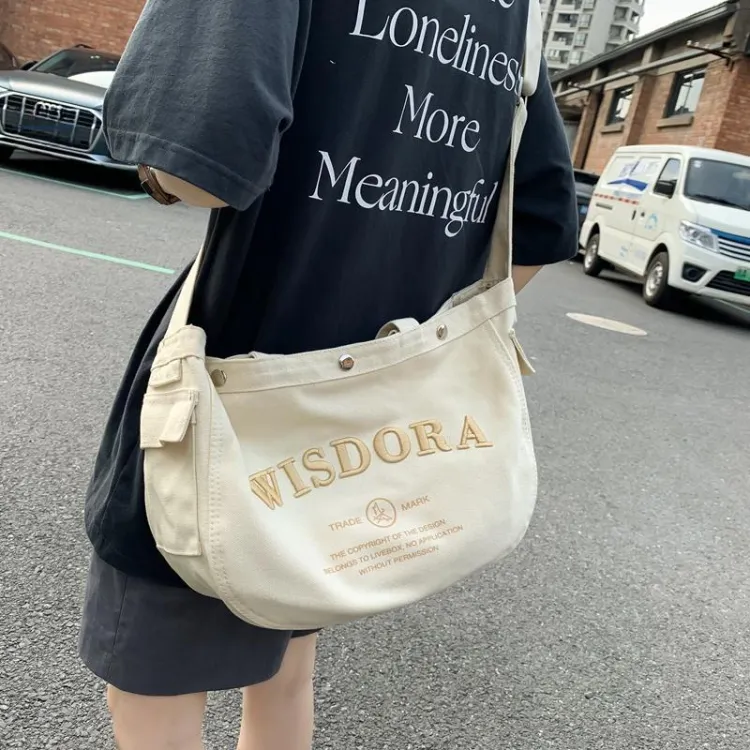 Loneliness
More
Meaningful
WISDORA
TRADE MARK
THE COPYRIGHT OF THE DESIGN
BELONGS TO LIVEBOX, NO APPLICATION
WITHOUT PERMISSION